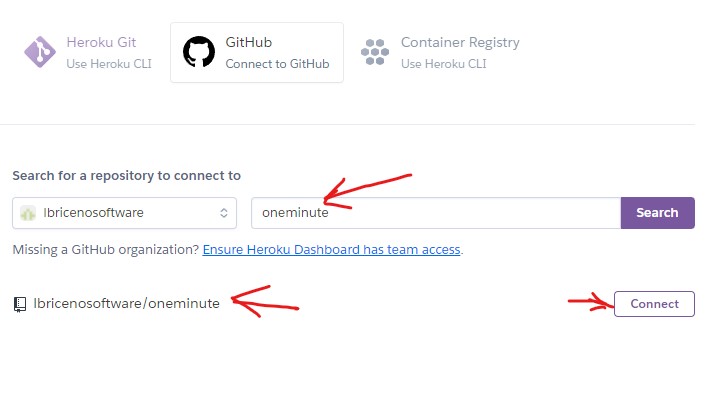 Heroku Git
Use Heroku CLI
GitHub
Connect to GitHub
Container Registry
Use Heroku CLI
Search for a repository to connect to
lbricenosoftware
oneminute
Search
Missing a GitHub organization? Ensure Heroku Dashboard has team access.
lbricenosoftware/oneminute
Connect